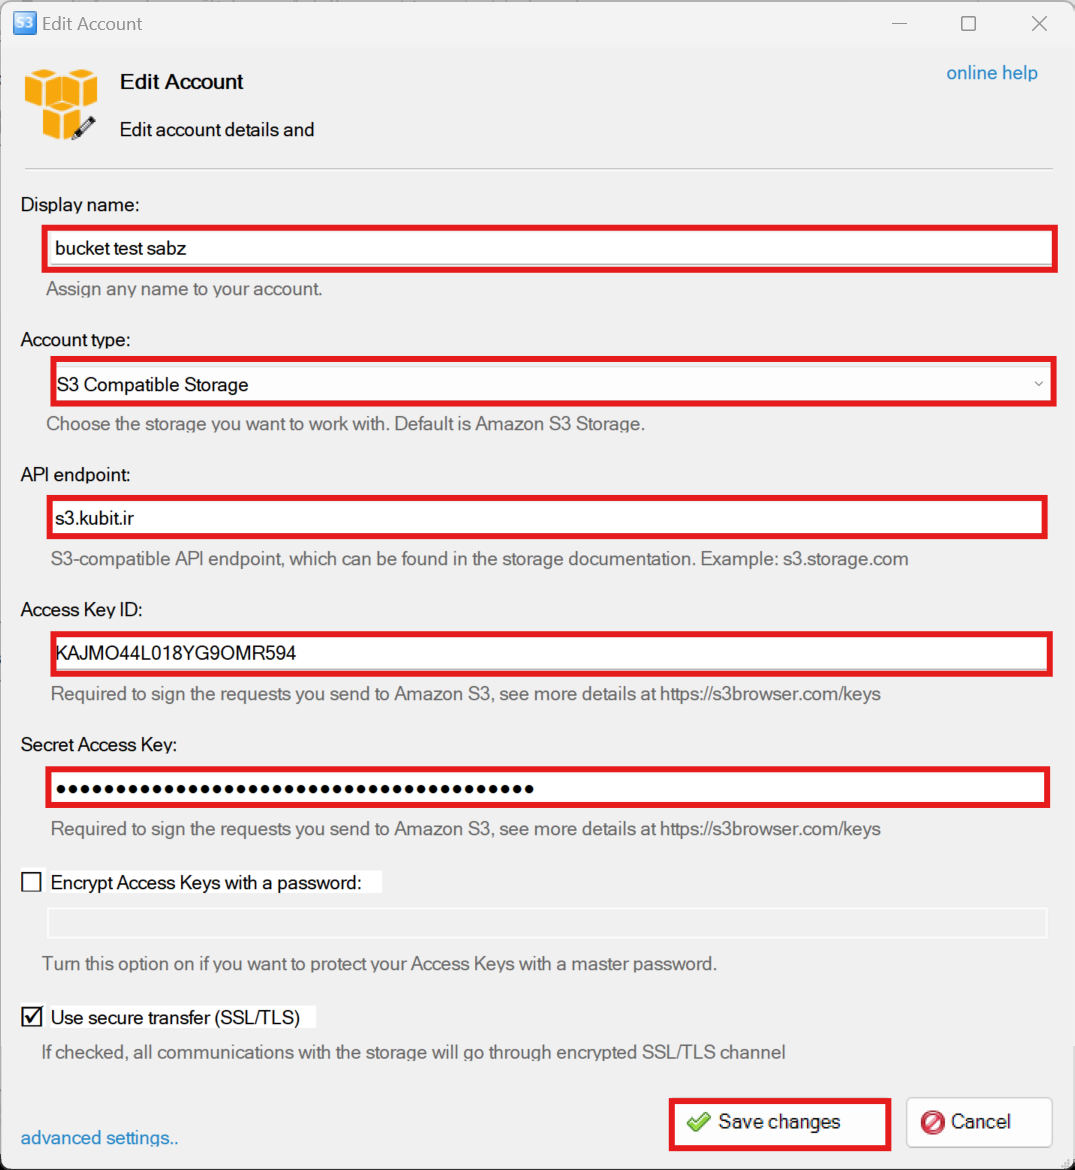 S3 Edit Account
Edit Account
online help
Edit account details and
Display name:
bucket test sabz
Assign any name to your account.
Account type:
S3 Compatible Storage
Choose the storage you want to work with. Default is Amazon S3 Storage.
API endpoint:
s3.kubit.ir
S3-compatible API endpoint, which can be found in the storage documentation. Example: s3.storage.com
Access Key ID:
KAJMO44L018YG9OMR594
Required to sign the requests you send to Amazon S3, see more details at https://s3browser.com/keys
Secret Access Key:
●●●●●●●●●●●●●●●●●●●●●●●●●●●●●●●●●●●●●●●●
Required to sign the requests you send to Amazon S3, see more details at https://s3browser.com/keys
Encrypt Access Keys with a password:
Turn this option on if you want to protect your Access Keys with a master password.
Use secure transfer (SSL/TLS)
If checked, all communications with the storage will go through encrypted SSL/TLS channel
advanced settings..
Save changes
Cancel